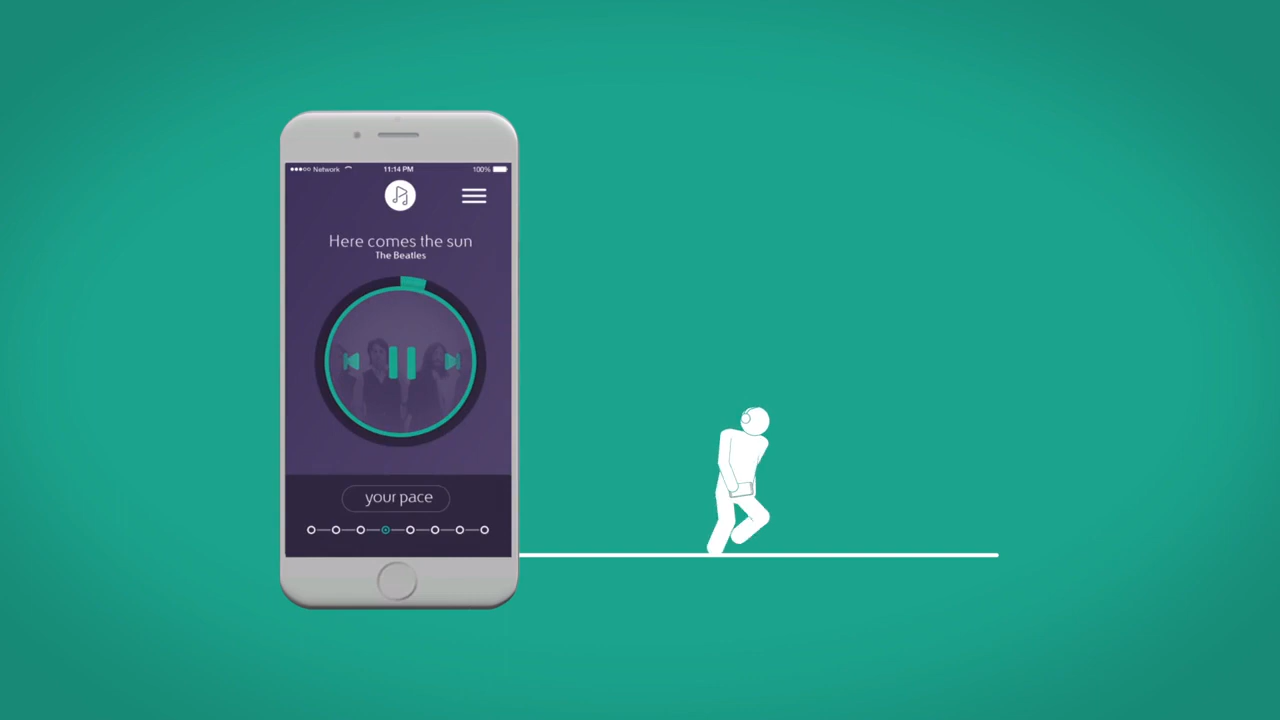 Network 11:14 PM 100%
Here comes the sun
The Beatles
your pace